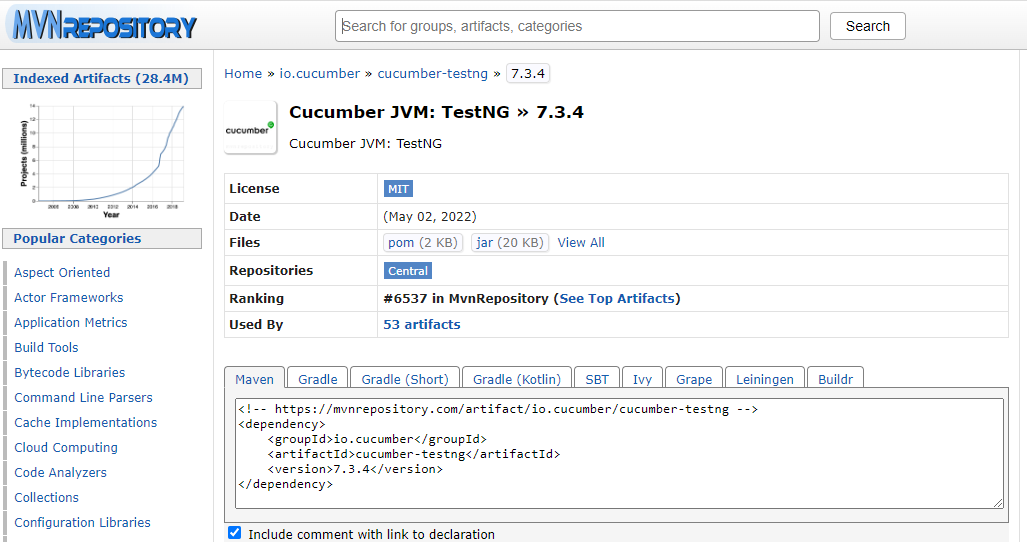 MVNREPOSITORY
Search for groups, artifacts, categories
Search
Indexed Artifacts (28.4M)
Projects (millions)
14
12
10
8
6
4
2
0
2006 2008 2010 2012 2014 2016 2018
Year
Popular Categories
Aspect Oriented
Actor Frameworks
Application Metrics
Build Tools
Bytecode Libraries
Command Line Parsers
Cache Implementations
Cloud Computing
Code Analyzers
Collections
Configuration Libraries
Home » io.cucumber » cucumber-testng » 7.3.4
cucumber
Cucumber JVM: TestNG » 7.3.4
Cucumber JVM: TestNG
License MIT
Date (May 02, 2022)
Files pom (2 KB) jar (20 KB) View All
Repositories Central
Ranking #6537 in MvnRepository (See Top Artifacts)
Used By 53 artifacts
Maven Gradle Gradle (Short) Gradle (Kotlin) SBT Ivy Grape Leiningen Buildr
<!-- https://mvnrepository.com/artifact/io.cucumber/cucumber-testng -->
<dependency>
    <groupId>io.cucumber</groupId>
    <artifactId>cucumber-testng</artifactId>
    <version>7.3.4</version>
</dependency>
Include comment with link to declaration